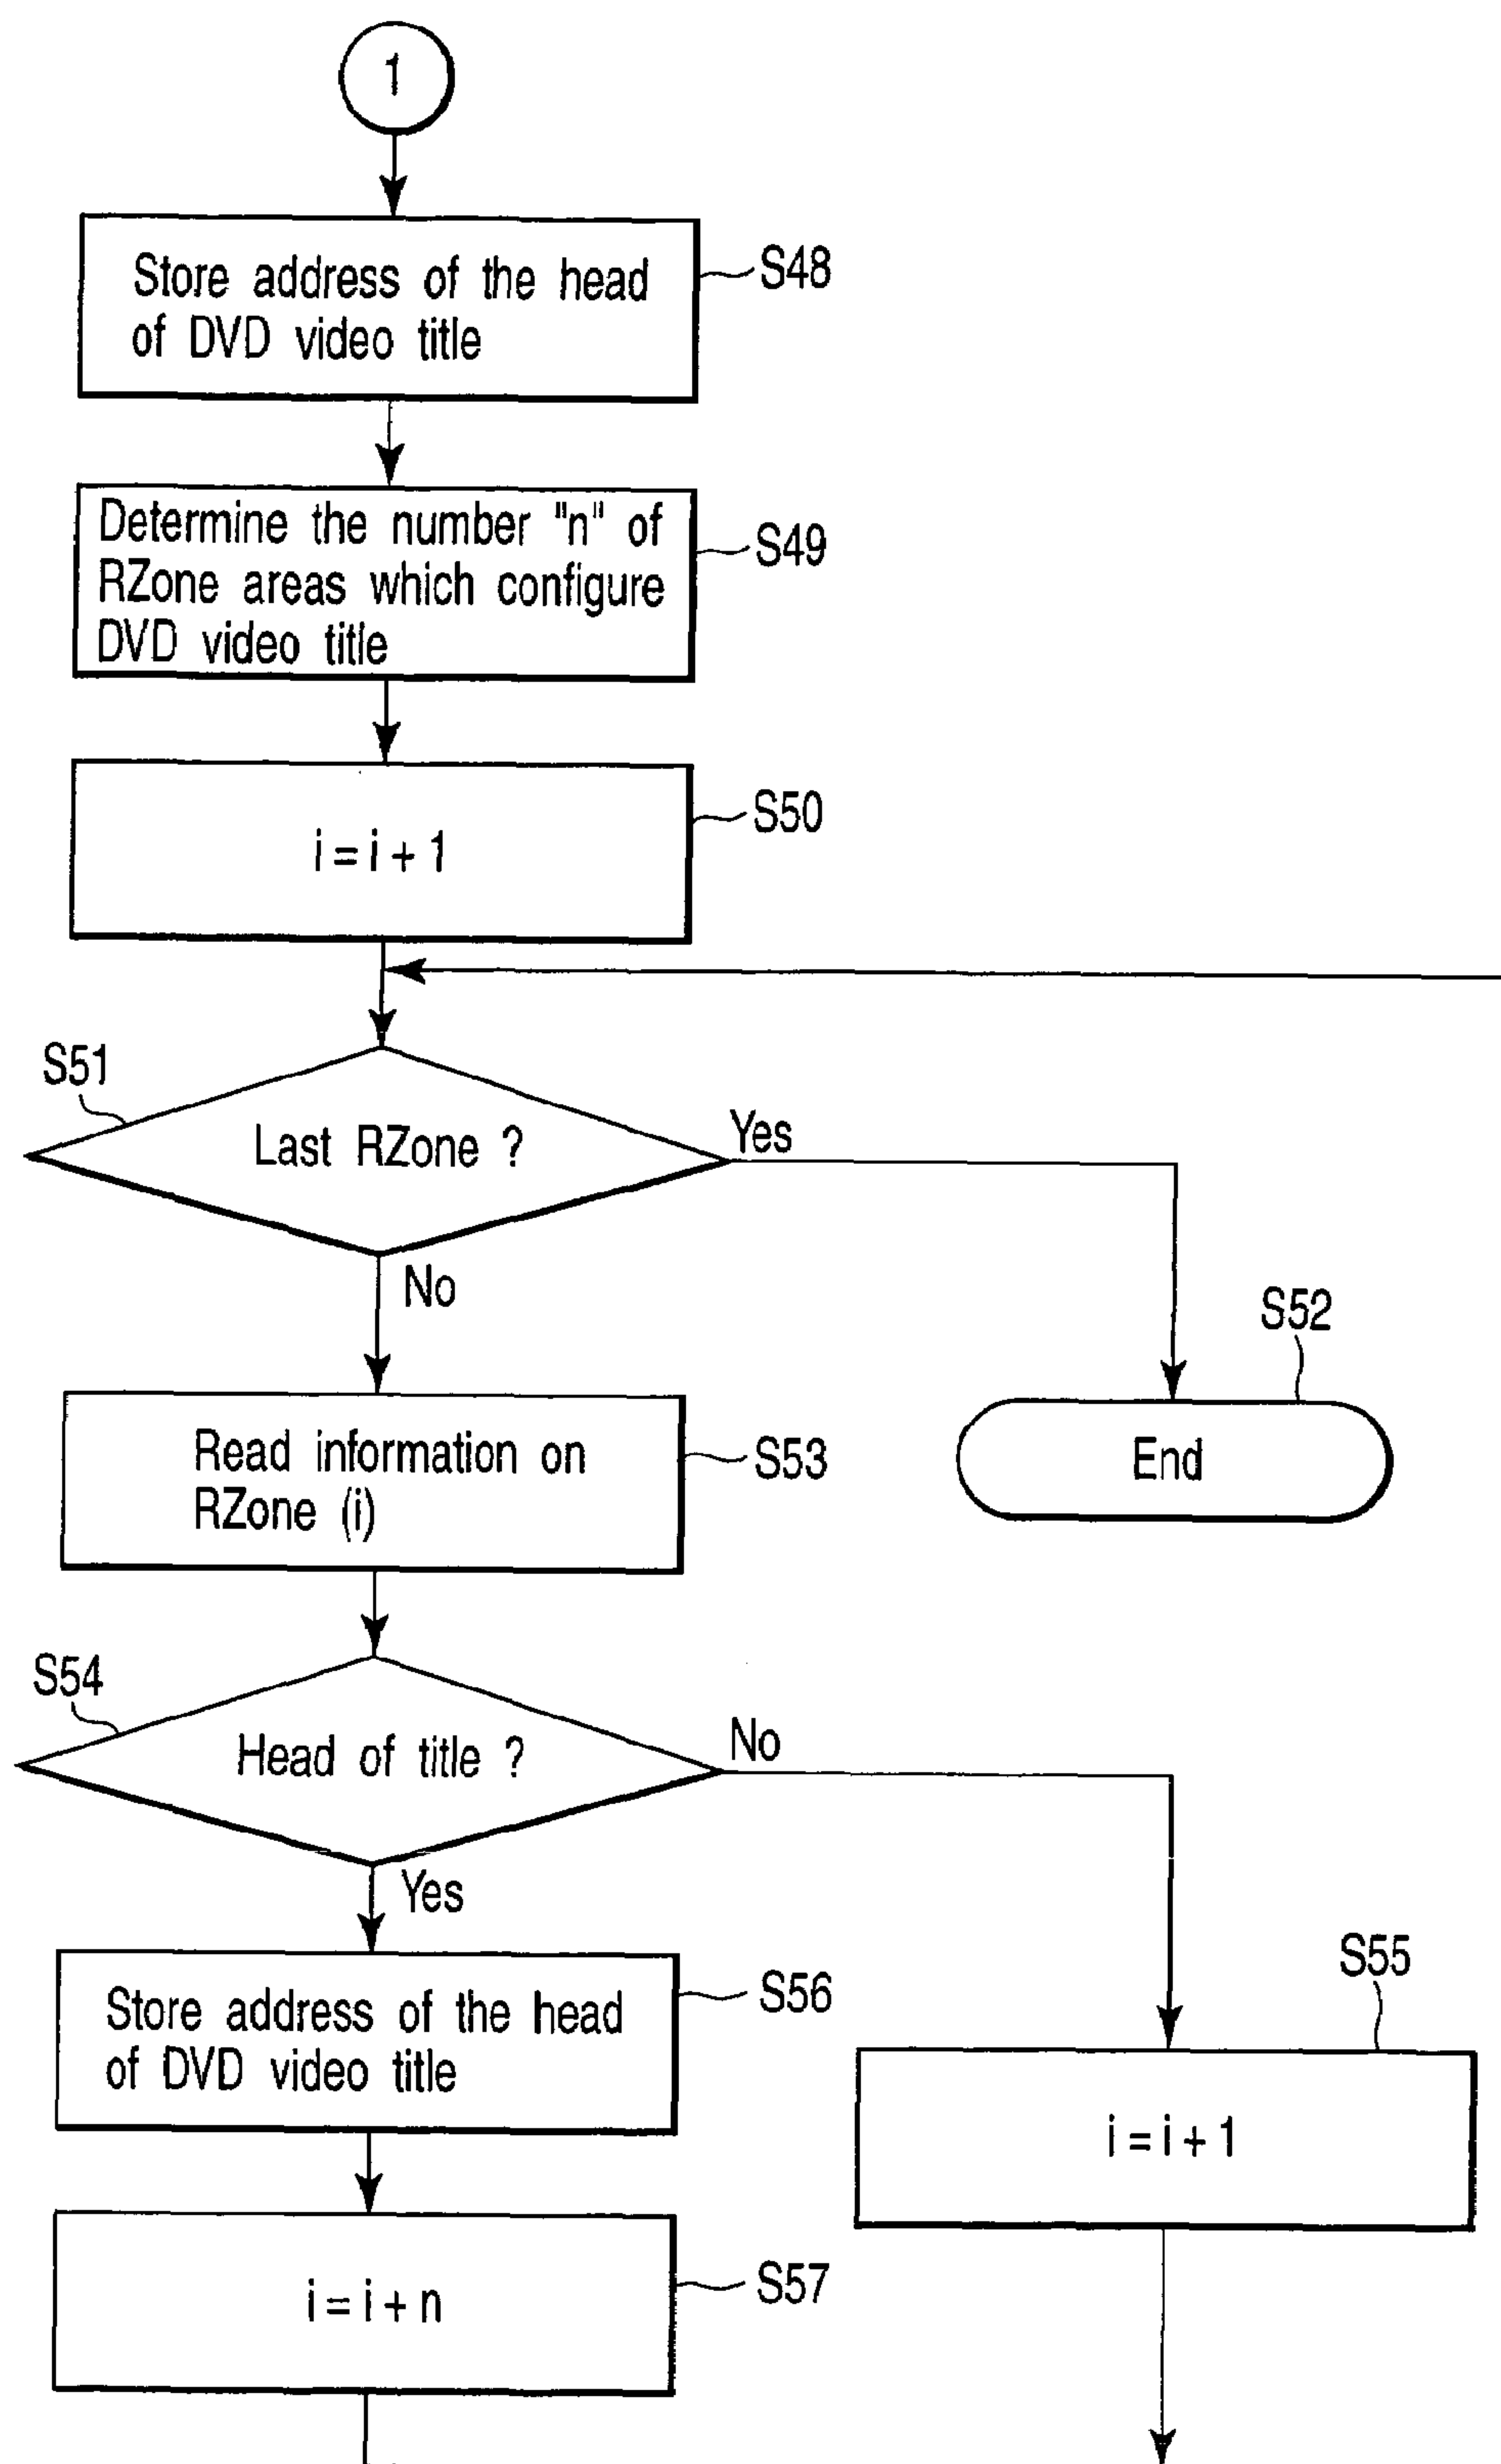 1
Store address of the head
of DVD video title
S48
Determine the number "n" of
RZone areas which configure
DVD video title
S49
i = i + 1
S50
S51
Last RZone ?
Yes
No
S52
End
Read information on
RZone (i)
S53
S54
Head of title ?
No
Yes
Store address of the head
of DVD video title
S56
S55
i = i + 1
i = i + n
S57